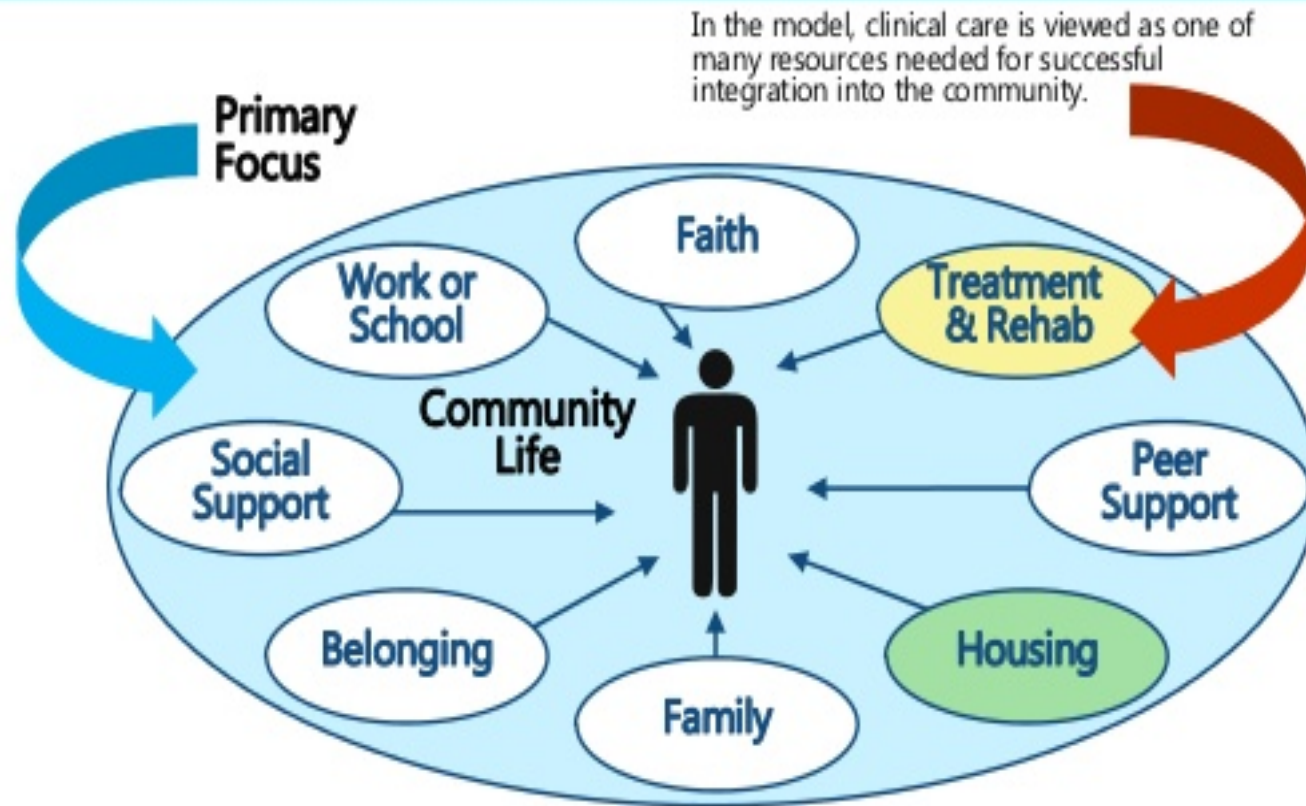 In the model, clinical care is viewed as one of
many resources needed for successful
integration into the community.
Primary
Focus
Faith
Work or
School
Treatment
& Rehab
Community
Life
Social
Support
Peer
Support
Belonging
Housing
Family